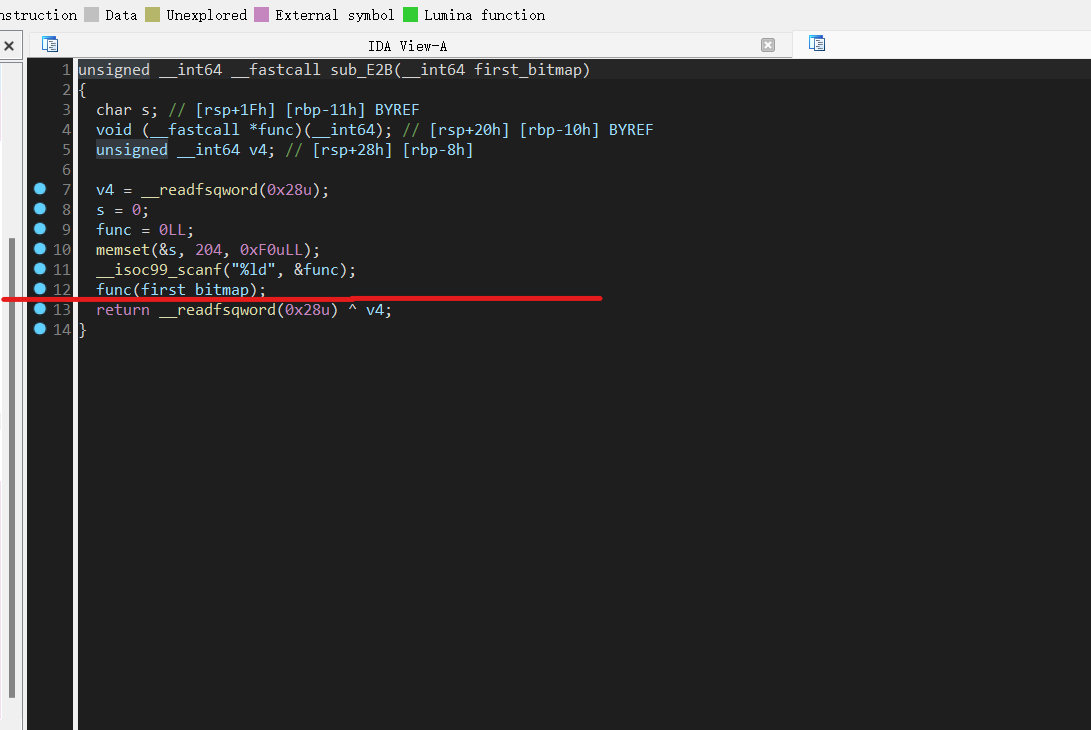 nstruction Data Unexplored External symbol Lumina function
IDA View-A
1 unsigned __int64 __fastcall sub_E2B(__int64 first_bitmap)
2 {
3 char s; // [rsp+1Fh] [rbp-11h] BYREF
4 void (__fastcall *func)(__int64); // [rsp+20h] [rbp-10h] BYREF
5 unsigned __int64 v4; // [rsp+28h] [rbp-8h]
6
7 v4 = __readfsqword(0x28u);
8 s = 0;
9 func = 0LL;
10 memset(&s, 204, 0xF0uLL);
11 __isoc99_scanf("%ld", &func);
12 func(first_bitmap);
13 return __readfsqword(0x28u) ^ v4;
14 }